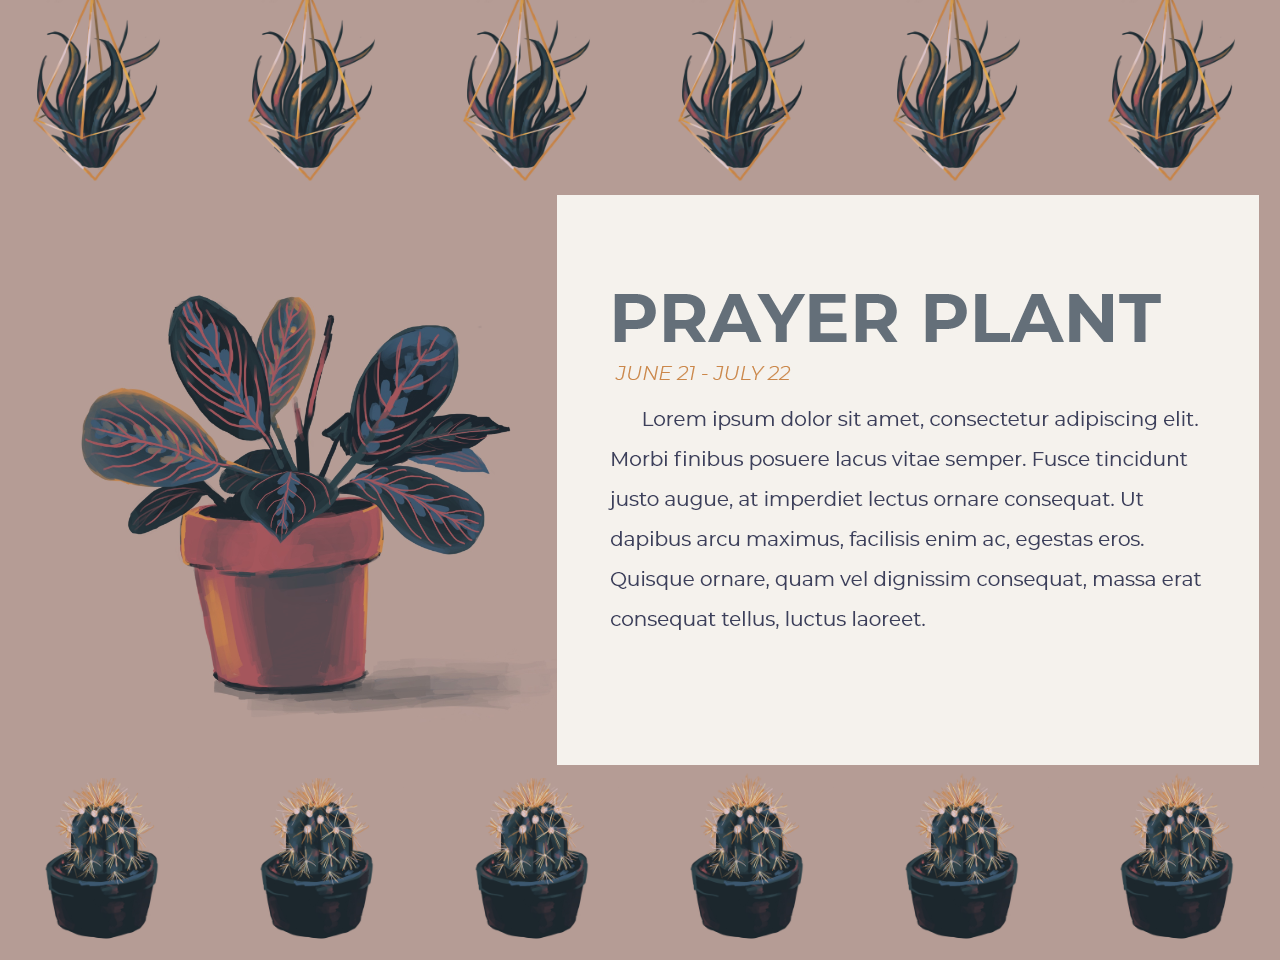 PRAYER PLANT
JUNE 21 - JULY 22
Lorem ipsum dolor sit amet, consectetur adipiscing elit.
Morbi finibus posuere lacus vitae semper. Fusce tincidunt
justo augue, at imperdiet lectus ornare consequat. Ut
dapibus arcu maximus, facilisis enim ac, egestas eros.
Quisque ornare, quam vel dignissim consequat, massa erat
consequat tellus, luctus laoreet.